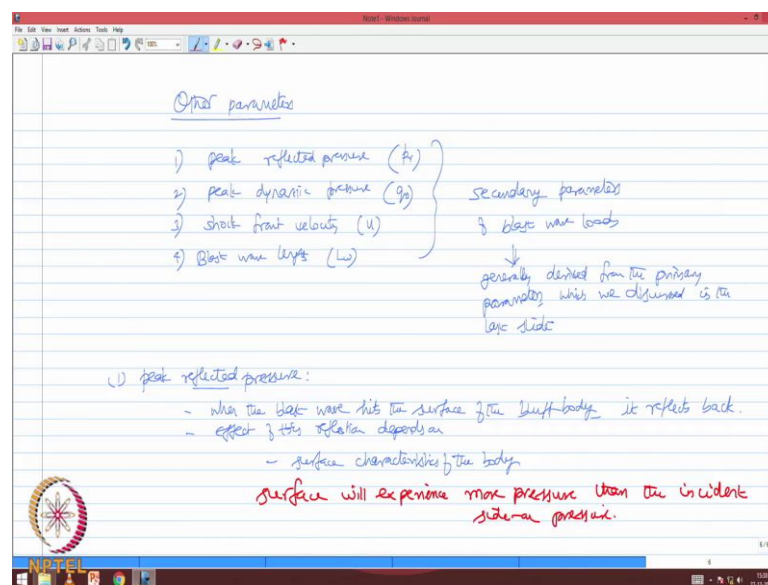 Note1 - Windows Journal
File Edit View Insert Actions Tools Help
100%
Other parameters
1) peak reflected pressure (Pr)
2) peak dynamic pressure (q0)
3) shock front velocity (U)
4) Blast wave length (Lw)
secondary parameters
of blast wave loads
generally derived from the primary
parameters which we discussed in the
last slide
(1) peak reflected pressure:
- when the blast wave hits the surface of the bluff body it reflects back.
- effect of this reflection depends on
- surface characteristics of the body
surface will experience more pressure than the incident
side-on pressure.
NPTEL